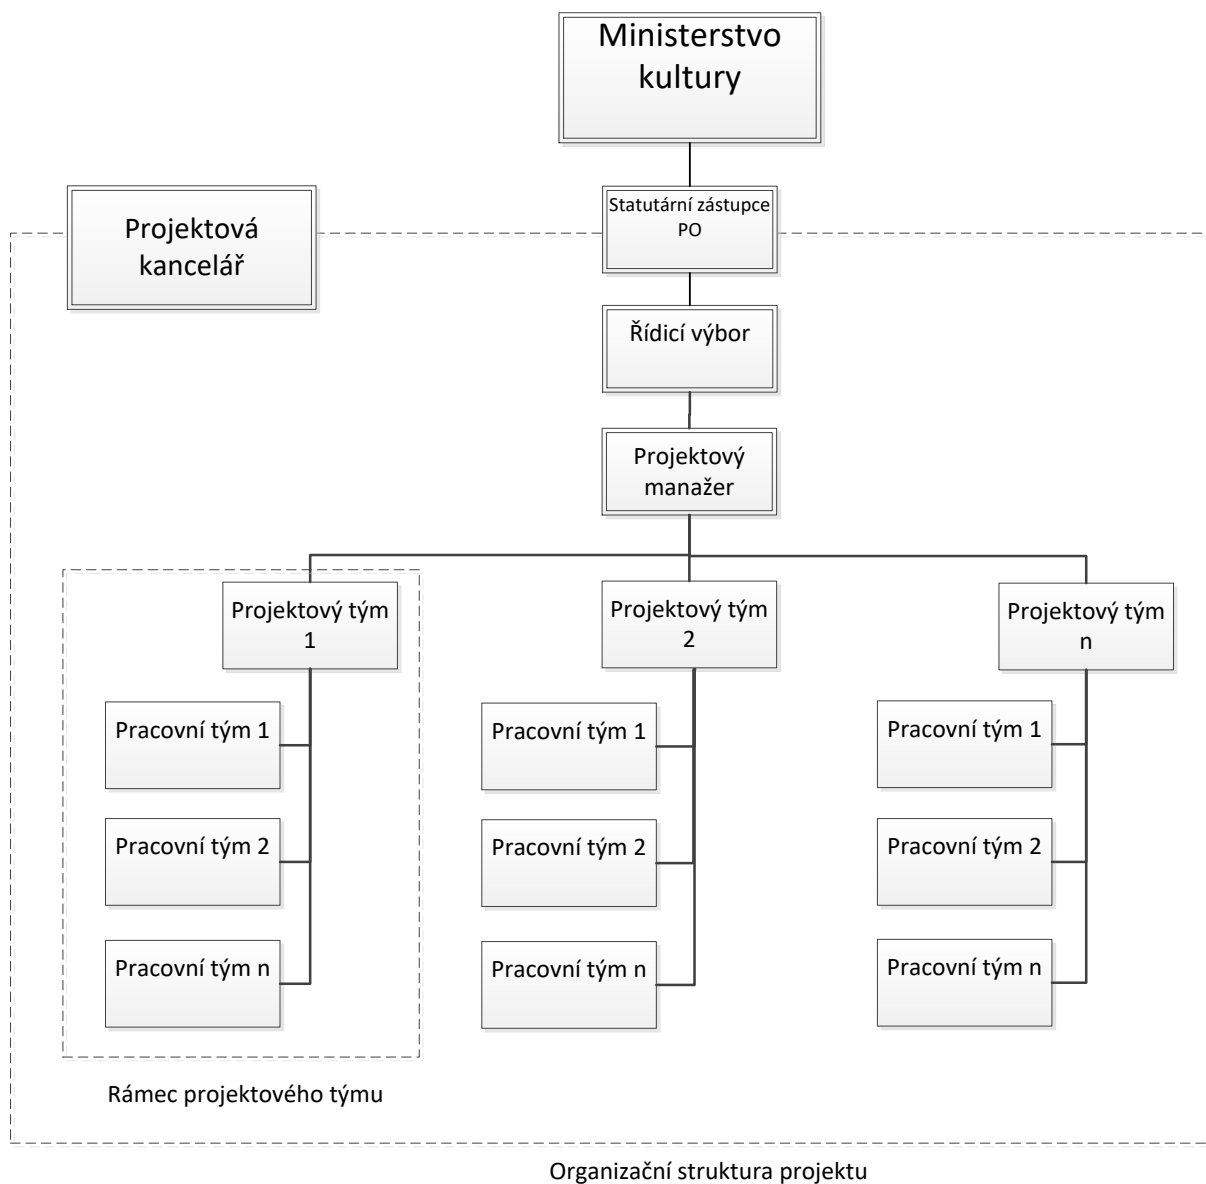 Ministerstvo
kultury
Statutární zástupce
PO
Projektová
kancelář
Řídicí výbor
Projektový
manažer
Projektový tým
1
Projektový tým
2
Projektový tým
n
Pracovní tým 1
Pracovní tým 1
Pracovní tým 1
Pracovní tým 2
Pracovní tým 2
Pracovní tým 2
Pracovní tým n
Pracovní tým n
Pracovní tým n
Rámec projektového týmu
Organizační struktura projektu